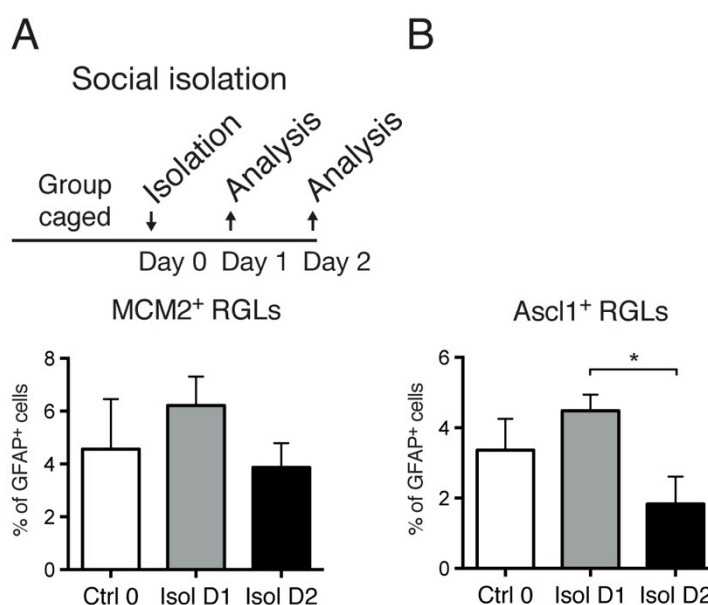 A
Social isolation
Group
caged
Isolation
Analysis
Analysis
Day 0 Day 1 Day 2
MCM2⁺ RGLs
% of GFAP⁺ cells
8
6
4
2
0
Ctrl 0 Isol D1 Isol D2
B
Ascl1⁺ RGLs
% of GFAP⁺ cells
6
4
2
0
*
Ctrl 0 Isol D1 Isol D2